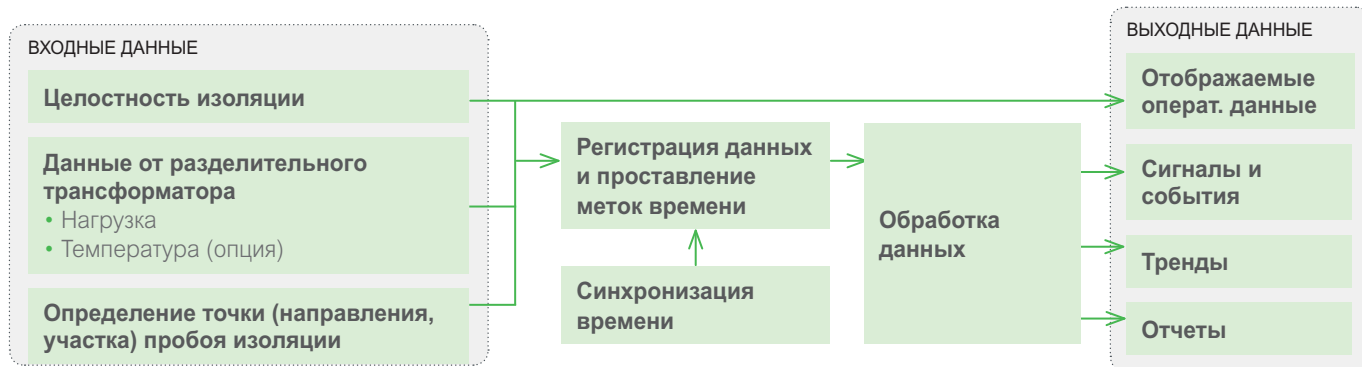 ВХОДНЫЕ ДАННЫЕ
Целостность изоляции
Данные от разделительного
трансформатора
• Нагрузка
• Температура (опция)
Определение точки (направления,
участка) пробоя изоляции
Регистрация данных
и проставление
меток времени
Синхронизация
времени
Обработка
данных
ВЫХОДНЫЕ ДАННЫЕ
Отображаемые
операт. данные
Сигналы и
события
Тренды
Отчеты